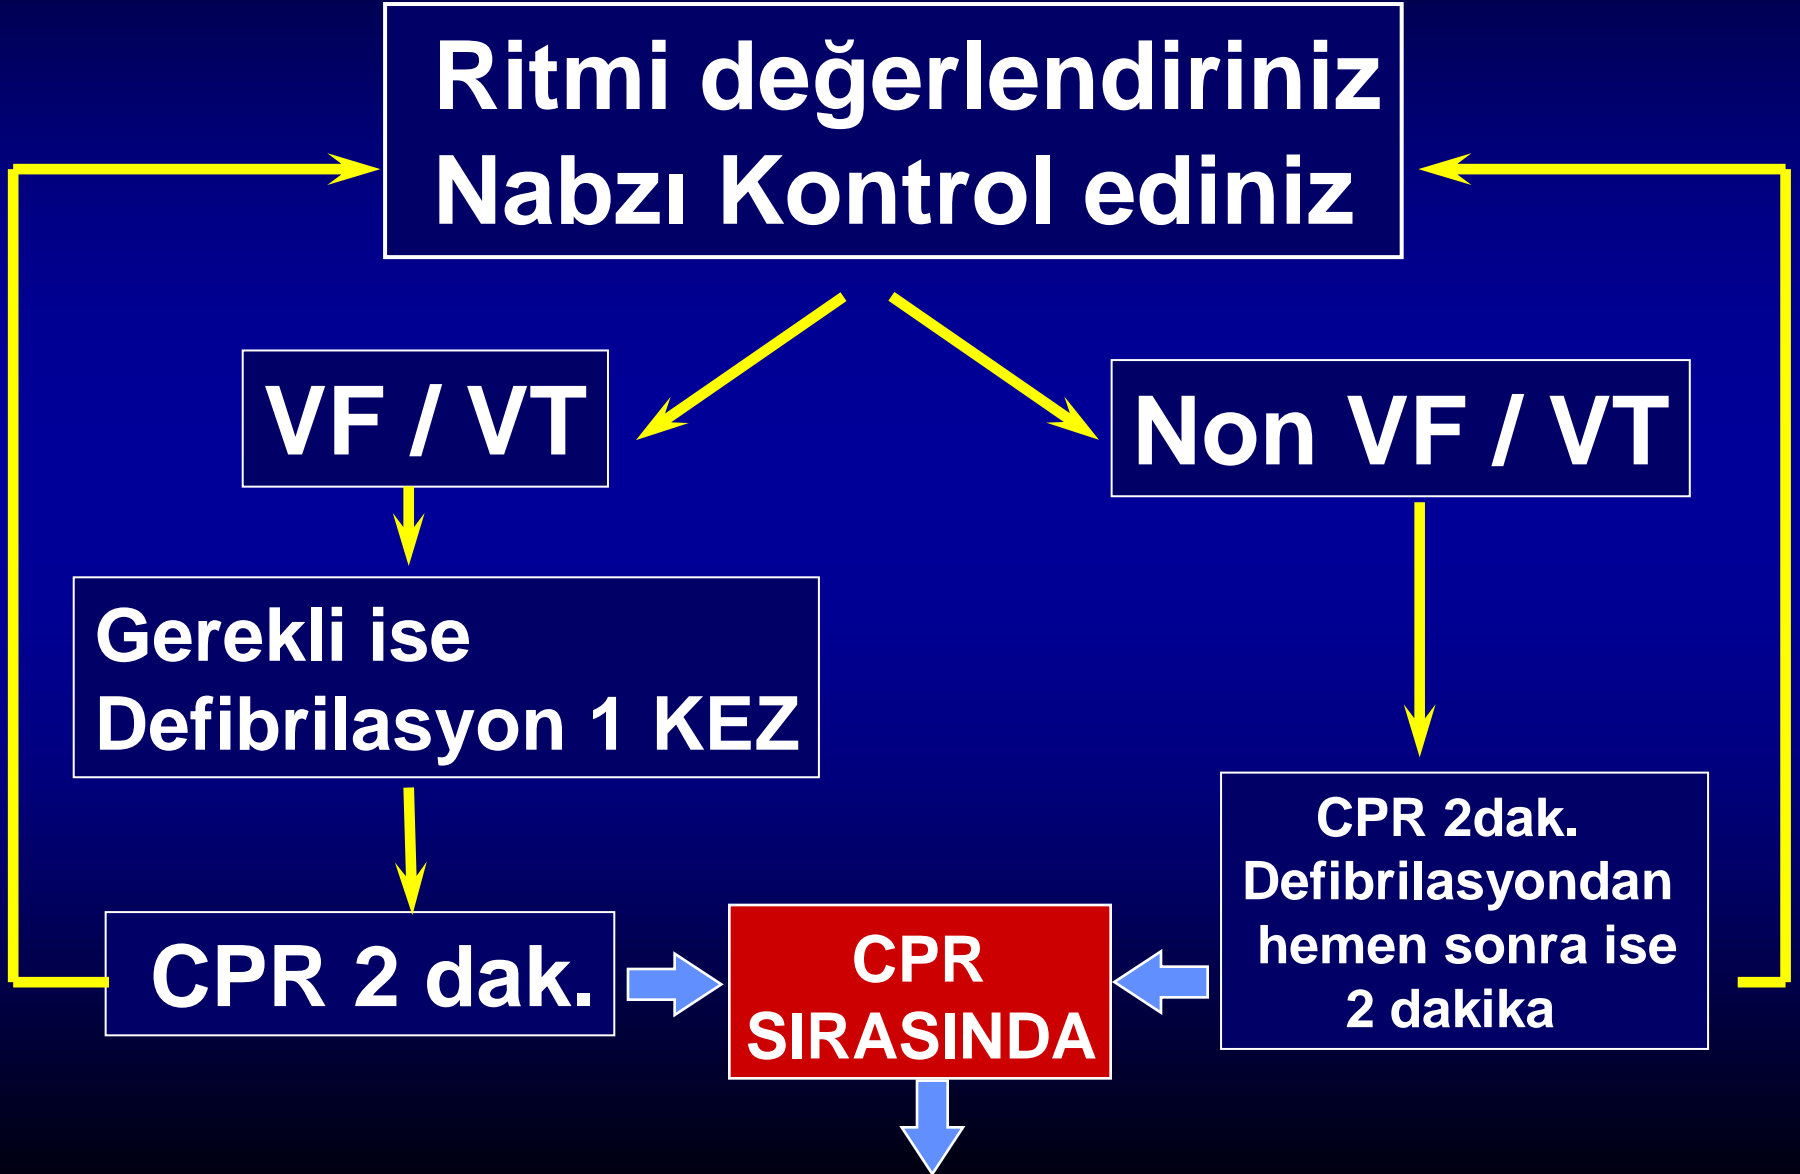 Ritmi değerlendiriniz
Nabzı Kontrol ediniz
VF / VT
Non VF / VT
Gerekli ise
Defibrilasyon 1 KEZ
CPR 2dak.
Defibrilasyondan
hemen sonra ise
2 dakika
CPR 2 dak.
CPR
SIRASINDA